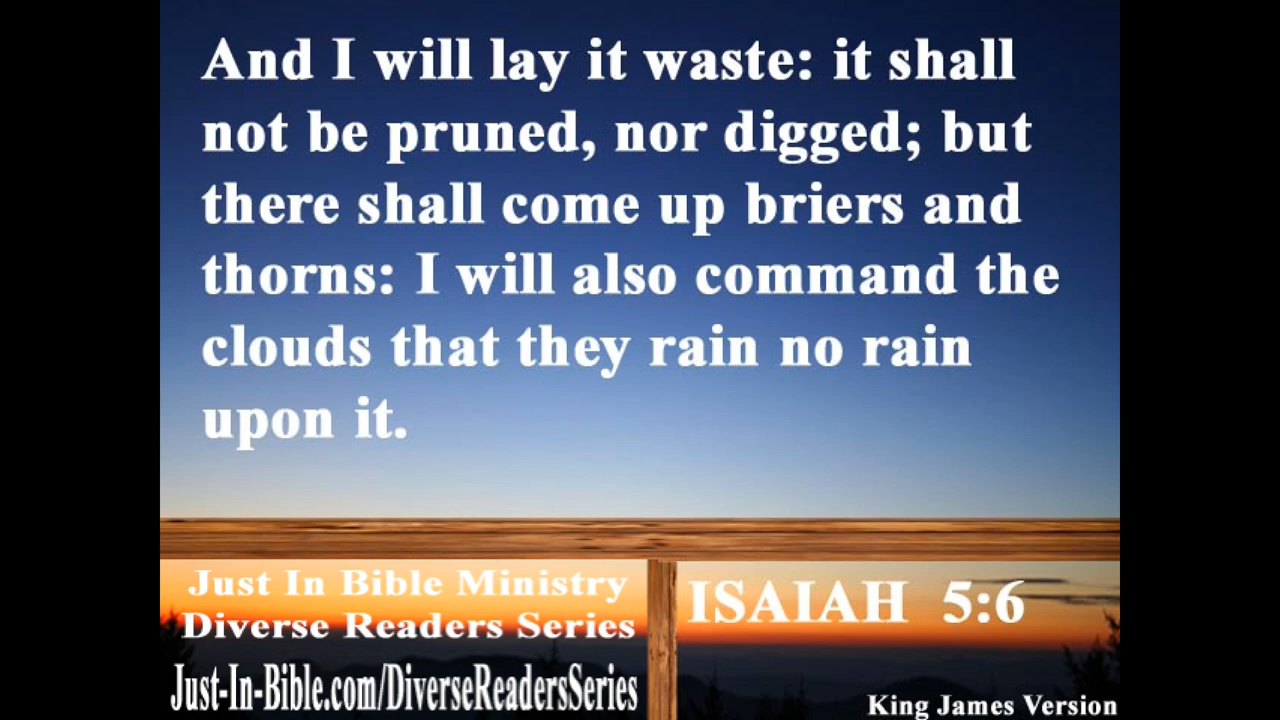 And I will lay it waste: it shall
not be pruned, nor digged; but
there shall come up briers and
thorns: I will also command the
clouds that they rain no rain
upon it.
Just In Bible Ministry
Diverse Readers Series
Just-In-Bible.com/DiverseReadersSeries
ISAIAH 5:6
King James Version